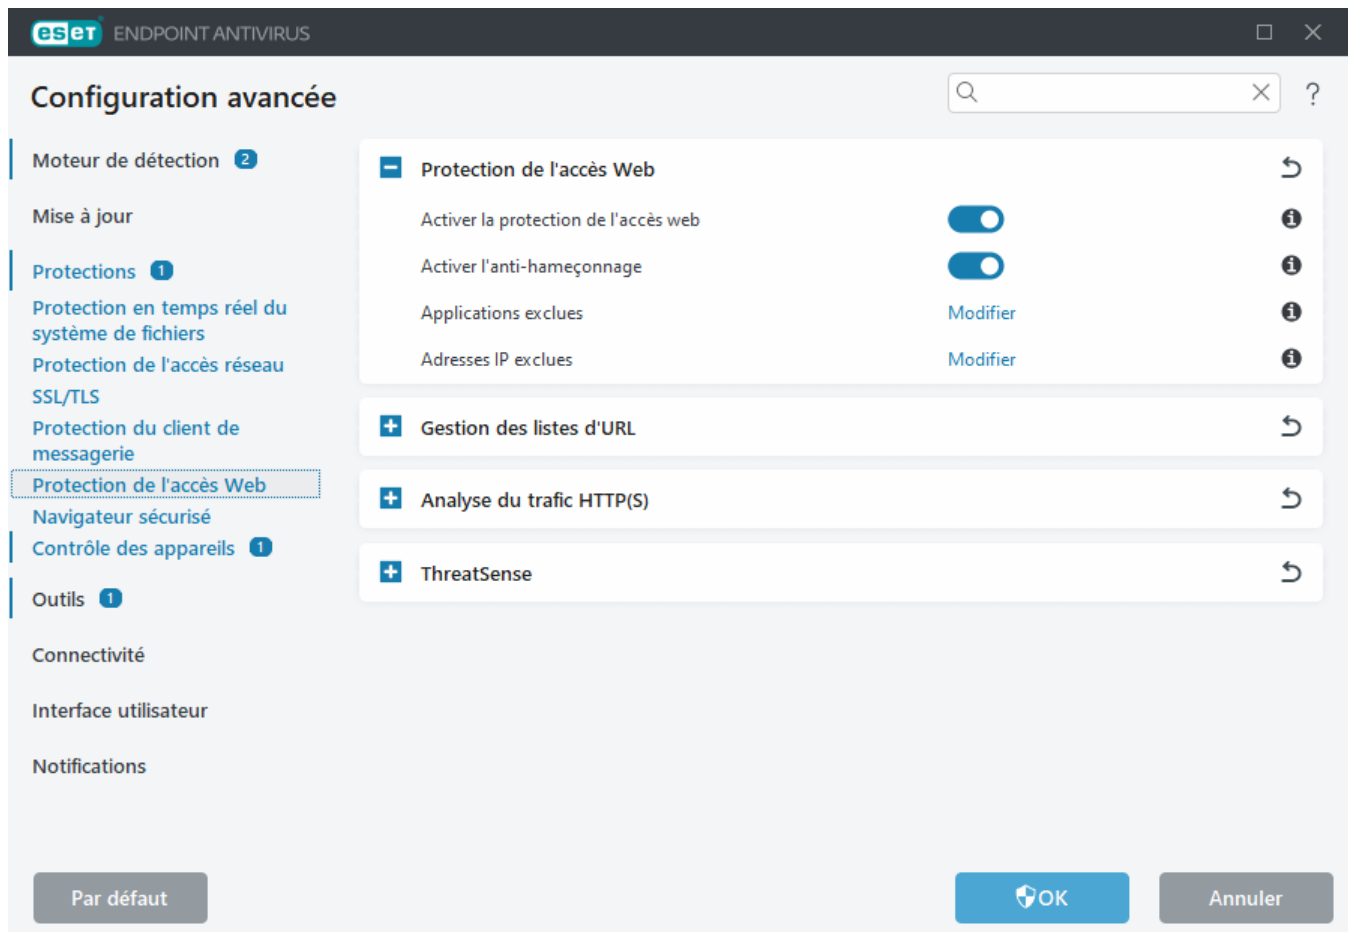 eset ENDPOINT ANTIVIRUS
Configuration avancée
?
Moteur de détection 2
Mise à jour
Protections 1
Protection en temps réel du
système de fichiers
Protection de l'accès réseau
SSL/TLS
Protection du client de
messagerie
Protection de l'accès Web
Navigateur sécurisé
Contrôle des appareils 1
Outils 1
Connectivité
Interface utilisateur
Notifications
Protection de l'accès Web
Activer la protection de l'accès web
Activer l'anti-hameçonnage
Applications exclues Modifier
Adresses IP exclues Modifier
Gestion des listes d'URL
Analyse du trafic HTTP(S)
ThreatSense
Par défaut
OK
Annuler